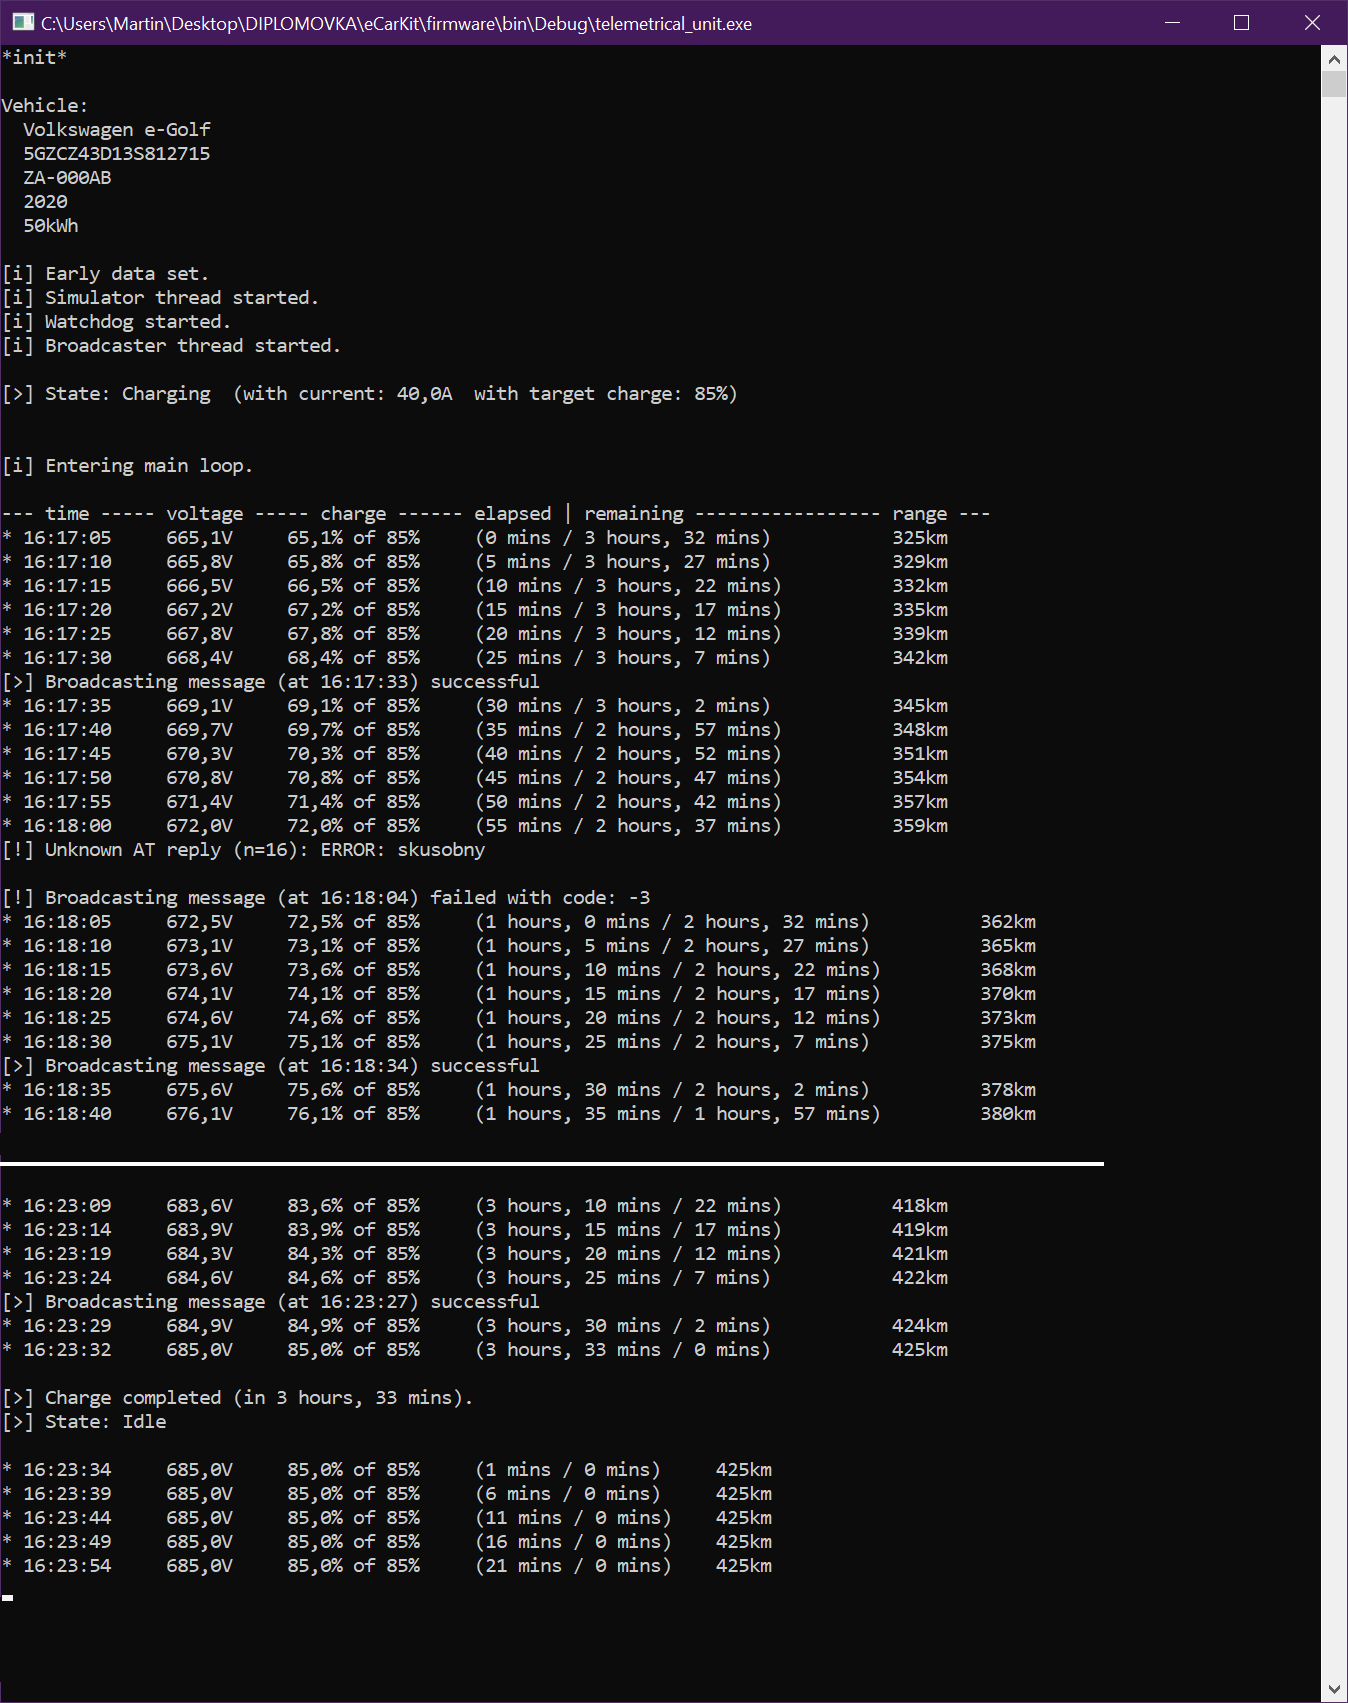 C:\Users\Martin\Desktop\DIPLOMOVKA\eCarKit\firmware\bin\Debug\telemetrical_unit.exe
*init*
Vehicle:
Volkswagen e-Golf
5GZCZ43D13S812715
ZA-000AB
2020
50kWh
[i] Early data set.
[i] Simulator thread started.
[i] Watchdog started.
[i] Broadcaster thread started.
[>] State: Charging  (with current: 40,0A  with target charge: 85%)
[i] Entering main loop.
--- time ----- voltage ----- charge ------ elapsed | remaining ----------------- range ---
* 16:17:05     665,1V     65,1% of 85%     (0 mins / 3 hours, 32 mins)           325km
* 16:17:10     665,8V     65,8% of 85%     (5 mins / 3 hours, 27 mins)           329km
* 16:17:15     666,5V     66,5% of 85%     (10 mins / 3 hours, 22 mins)          332km
* 16:17:20     667,2V     67,2% of 85%     (15 mins / 3 hours, 17 mins)          335km
* 16:17:25     667,8V     67,8% of 85%     (20 mins / 3 hours, 12 mins)          339km
* 16:17:30     668,4V     68,4% of 85%     (25 mins / 3 hours, 7 mins)           342km
[>] Broadcasting message (at 16:17:33) successful
* 16:17:35     669,1V     69,1% of 85%     (30 mins / 3 hours, 2 mins)           345km
* 16:17:40     669,7V     69,7% of 85%     (35 mins / 2 hours, 57 mins)          348km
* 16:17:45     670,3V     70,3% of 85%     (40 mins / 2 hours, 52 mins)          351km
* 16:17:50     670,8V     70,8% of 85%     (45 mins / 2 hours, 47 mins)          354km
* 16:17:55     671,4V     71,4% of 85%     (50 mins / 2 hours, 42 mins)          357km
* 16:18:00     672,0V     72,0% of 85%     (55 mins / 2 hours, 37 mins)          359km
[!] Unknown AT reply (n=16): ERROR: skusobny
[!] Broadcasting message (at 16:18:04) failed with code: -3
* 16:18:05     672,5V     72,5% of 85%     (1 hours, 0 mins / 2 hours, 32 mins)          362km
* 16:18:10     673,1V     73,1% of 85%     (1 hours, 5 mins / 2 hours, 27 mins)          365km
* 16:18:15     673,6V     73,6% of 85%     (1 hours, 10 mins / 2 hours, 22 mins)         368km
* 16:18:20     674,1V     74,1% of 85%     (1 hours, 15 mins / 2 hours, 17 mins)         370km
* 16:18:25     674,6V     74,6% of 85%     (1 hours, 20 mins / 2 hours, 12 mins)         373km
* 16:18:30     675,1V     75,1% of 85%     (1 hours, 25 mins / 2 hours, 7 mins)          375km
[>] Broadcasting message (at 16:18:34) successful
* 16:18:35     675,6V     75,6% of 85%     (1 hours, 30 mins / 2 hours, 2 mins)          378km
* 16:18:40     676,1V     76,1% of 85%     (1 hours, 35 mins / 1 hours, 57 mins)         380km
* 16:23:09     683,6V     83,6% of 85%     (3 hours, 10 mins / 22 mins)          418km
* 16:23:14     683,9V     83,9% of 85%     (3 hours, 15 mins / 17 mins)          419km
* 16:23:19     684,3V     84,3% of 85%     (3 hours, 20 mins / 12 mins)          421km
* 16:23:24     684,6V     84,6% of 85%     (3 hours, 25 mins / 7 mins)           422km
[>] Broadcasting message (at 16:23:27) successful
* 16:23:29     684,9V     84,9% of 85%     (3 hours, 30 mins / 2 mins)           424km
* 16:23:32     685,0V     85,0% of 85%     (3 hours, 33 mins / 0 mins)           425km
[>] Charge completed (in 3 hours, 33 mins).
[>] State: Idle
* 16:23:34     685,0V     85,0% of 85%     (1 mins / 0 mins)     425km
* 16:23:39     685,0V     85,0% of 85%     (6 mins / 0 mins)     425km
* 16:23:44     685,0V     85,0% of 85%     (11 mins / 0 mins)    425km
* 16:23:49     685,0V     85,0% of 85%     (16 mins / 0 mins)    425km
* 16:23:54     685,0V     85,0% of 85%     (21 mins / 0 mins)    425km